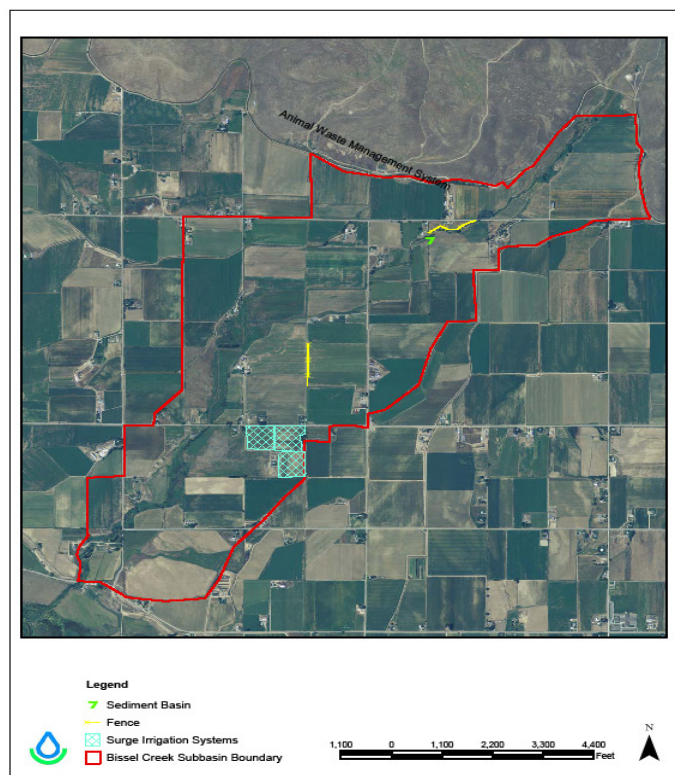 Animal Waste Management System
Legend
Sediment Basin
Fence
Surge Irrigation Systems
Bissel Creek Subbasin Boundary
N
1,100 0 1,100 2,200 3,300 4,400
Feet